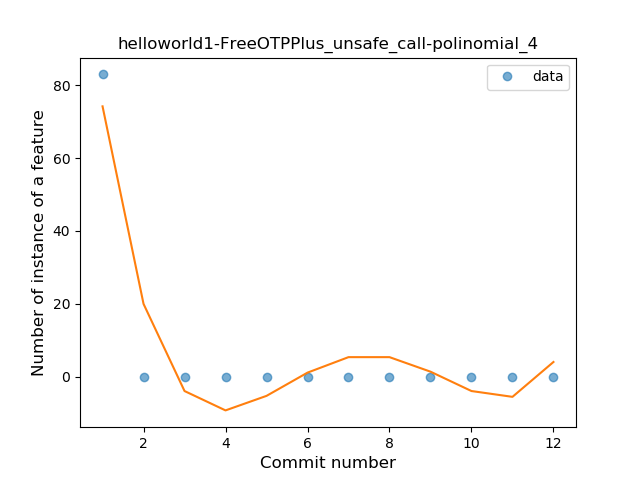 helloworld1-FreeOTPPlus_unsafe_call-polinomial_4
data
Number of instance of a feature
80
60
40
20
0
2 4 6 8 10 12
Commit number